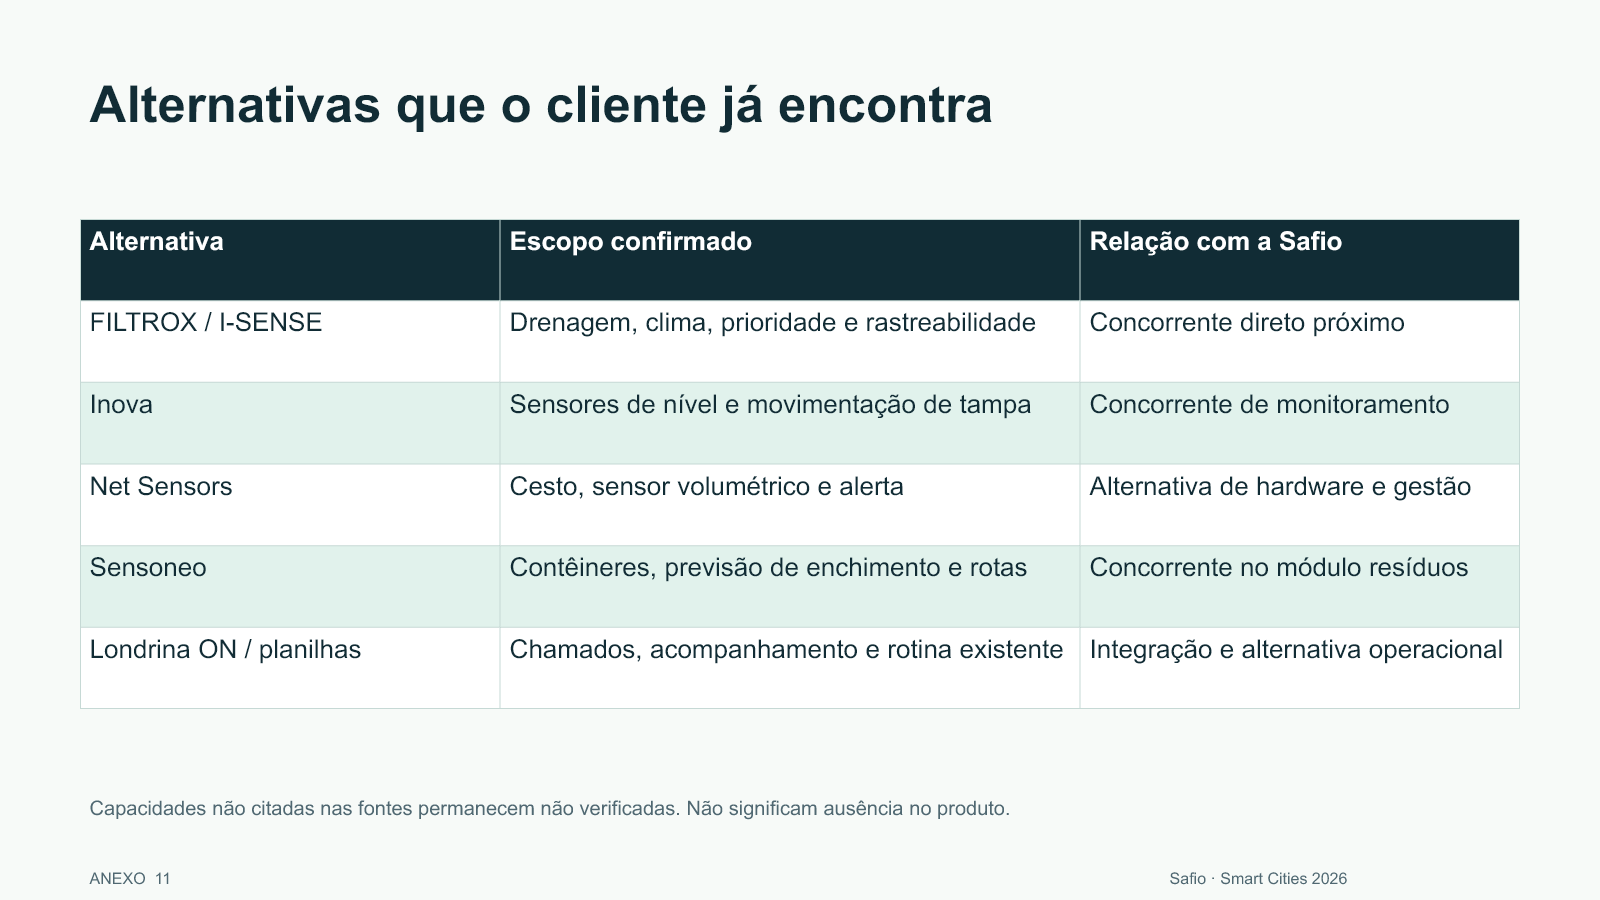 Alternativas que o cliente já encontra
Alternativa Escopo confirmado Relação com a Safio
FILTROX / I-SENSE Drenagem, clima, prioridade e rastreabilidade Concorrente direto próximo
Inova Sensores de nível e movimentação de tampa Concorrente de monitoramento
Net Sensors Cesto, sensor volumétrico e alerta Alternativa de hardware e gestão
Sensoneo Contêineres, previsão de enchimento e rotas Concorrente no módulo resíduos
Londrina ON / planilhas Chamados, acompanhamento e rotina existente Integração e alternativa operacional
Capacidades não citadas nas fontes permanecem não verificadas. Não significam ausência no produto.
ANEXO 11 Safio · Smart Cities 2026